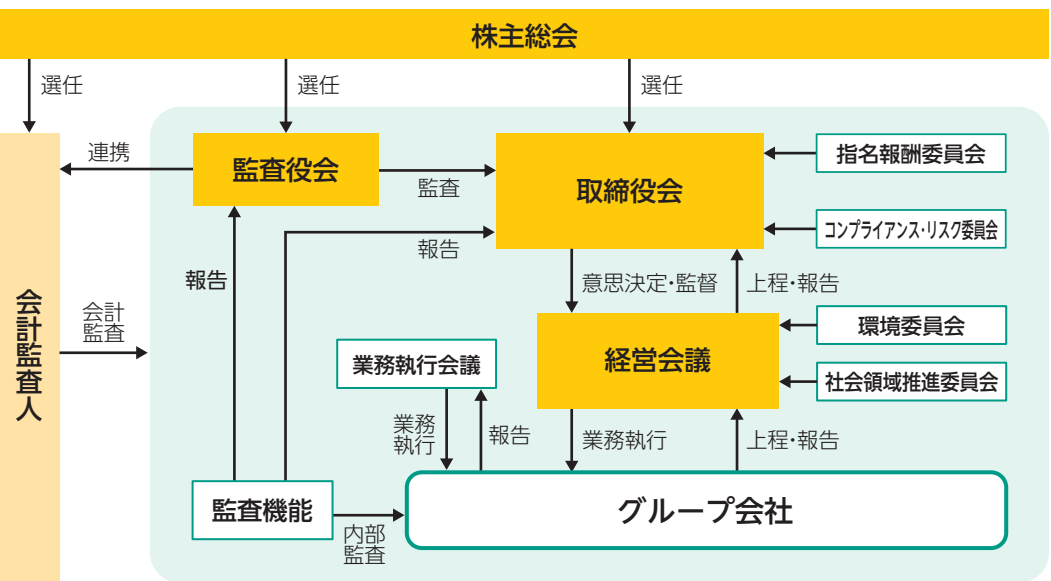 株主総会
選任
選任
選任
連携
監査役会
監査
取締役会
指名報酬委員会
コンプライアンス・リスク委員会
報告
報告
意思決定・監督
上程・報告
会計
監査
会計監査人
環境委員会
経営会議
業務執行会議
社会領域推進委員会
業務
執行
報告
業務執行
上程・報告
監査機能
グループ会社
内部
監査